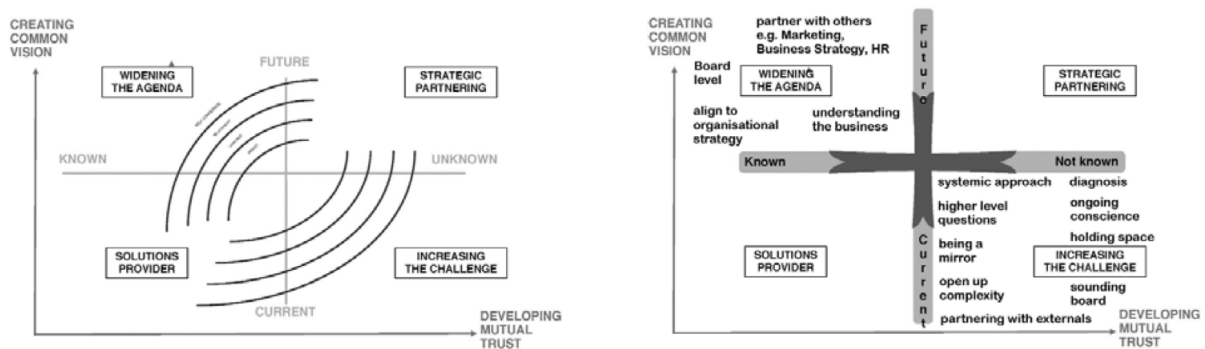 CREATING
COMMON
VISION
WIDENING
THE AGENDA
FUTURE
STRATEGIC
PARTNERING
KNOWN
UNKNOWN
SOLUTIONS
PROVIDER
INCREASING
THE CHALLENGE
CURRENT
DEVELOPING
MUTUAL
TRUST
CREATING
COMMON
VISION
partner with others
e.g. Marketing,
Business Strategy, HR
Future
Board
level
WIDENING
THE AGENDA
STRATEGIC
PARTNERING
align to
organisational
strategy
understanding
the business
Known
Not known
systemic approach
diagnosis
higher level
questions
ongoing
conscience
holding space
Current
being a
mirror
SOLUTIONS
PROVIDER
INCREASING
THE CHALLENGE
open up
complexity
sounding
board
partnering with externals
DEVELOPING
MUTUAL
TRUST